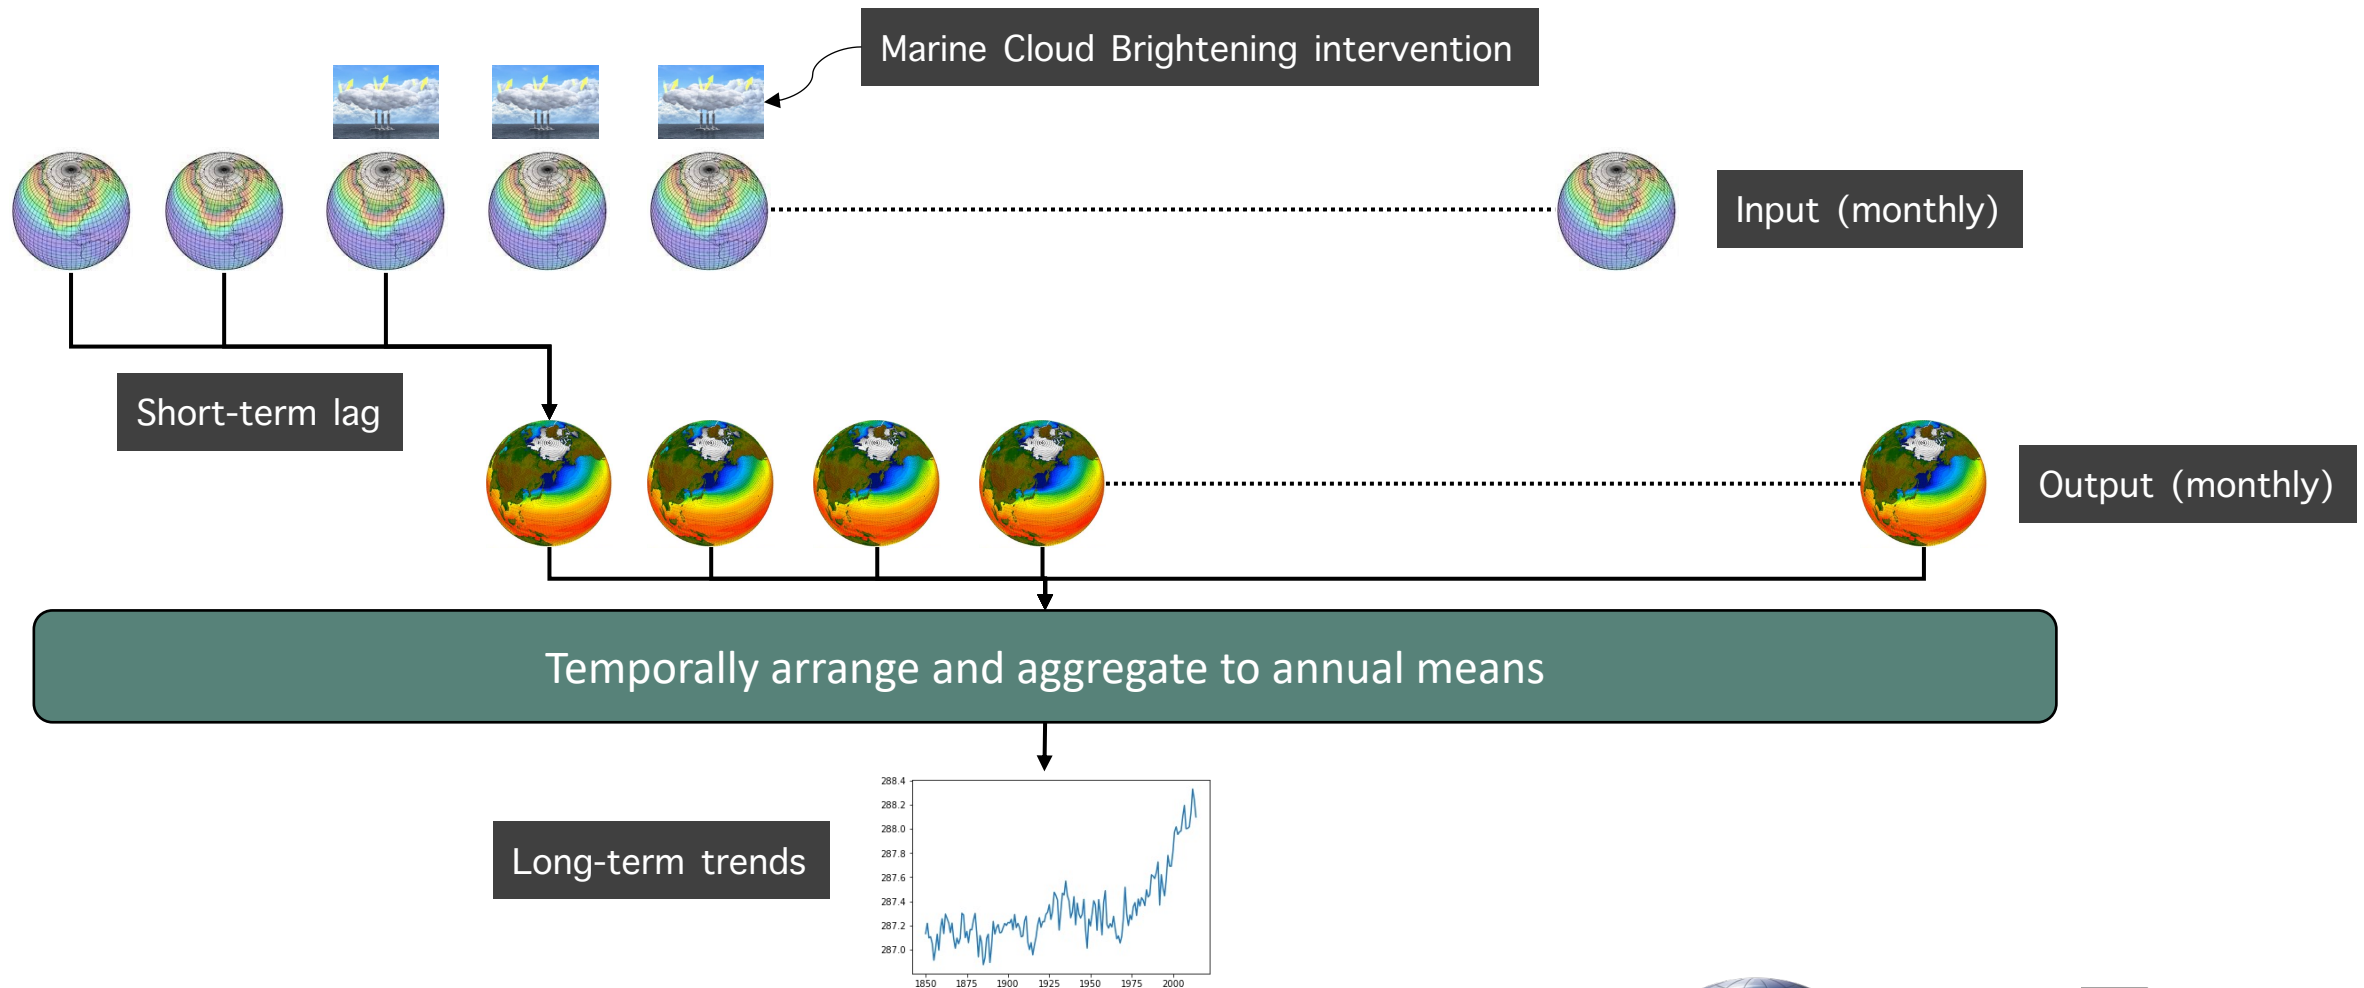 Marine Cloud Brightening intervention
Input (monthly)
Short-term lag
Output (monthly)
Temporally arrange and aggregate to annual means
Long-term trends
288.4
288.2
288.0
287.8
287.6
287.4
287.2
287.0
1850 1875 1900 1925 1950 1975 2000